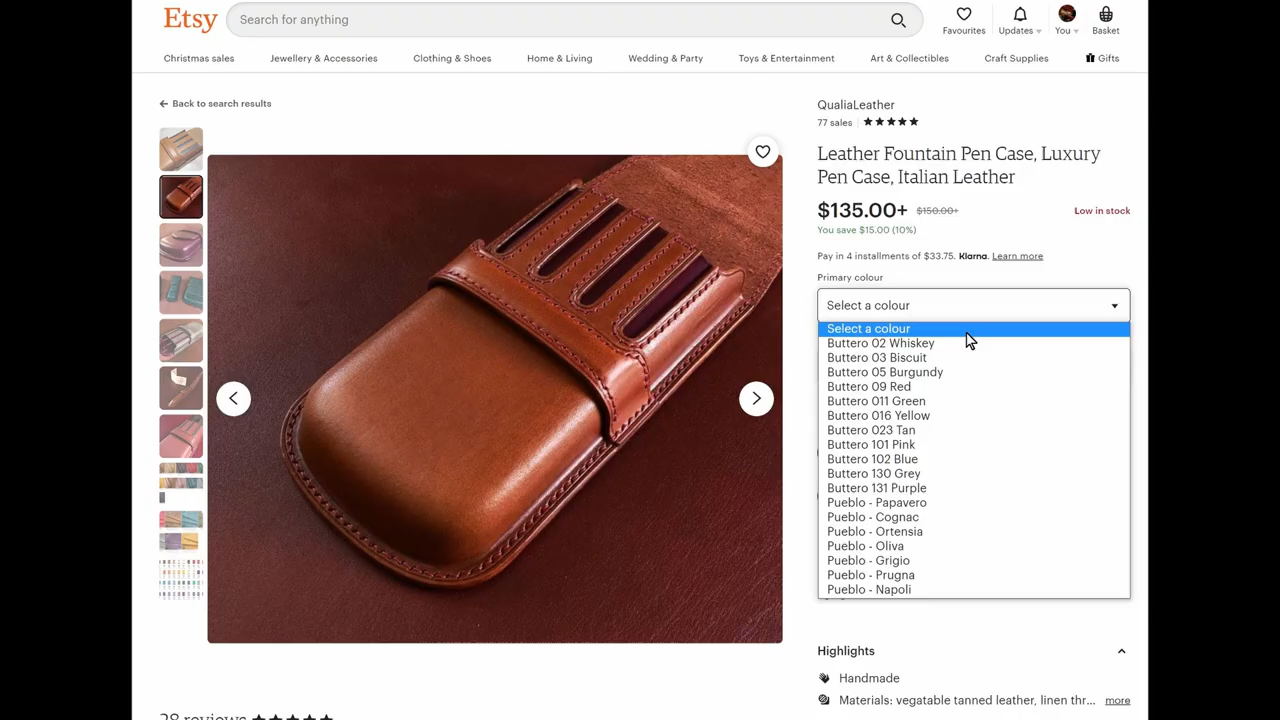 Etsy
Search for anything
Favourites
Updates
You
Basket
Christmas sales
Jewellery & Accessories
Clothing & Shoes
Home & Living
Wedding & Party
Toys & Entertainment
Art & Collectibles
Craft Supplies
Gifts
Back to search results
QualiaLeather
77 sales
Leather Fountain Pen Case, Luxury
Pen Case, Italian Leather
$135.00+ $150.00+ Low in stock
You save $15.00 (10%)
Pay in 4 installments of $33.75. Klarna. Learn more
Primary colour
Select a colour
Select a colour
Buttero 02 Whiskey
Buttero 03 Biscuit
Buttero 05 Burgundy
Buttero 09 Red
Buttero 011 Green
Buttero 016 Yellow
Buttero 023 Tan
Buttero 101 Pink
Buttero 102 Blue
Buttero 130 Grey
Buttero 131 Purple
Pueblo - Papavero
Pueblo - Cognac
Pueblo - Ortensia
Pueblo - Oliva
Pueblo - Grigio
Pueblo - Prugna
Pueblo - Napoli
Highlights
Handmade
Materials: vegatable tanned leather, linen thr... more
28 reviews